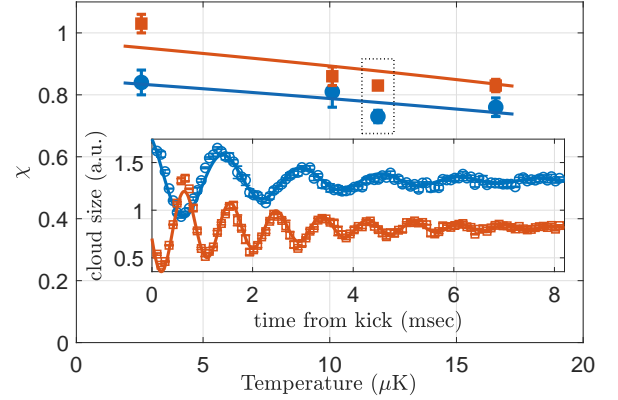 1
0.8
0.6
0.4
0.2
0
χ
1.5
1
0.5
cloud size (a.u.)
0 2 4 6 8
time from kick (msec)
0 5 10 15 20
Temperature (μK)